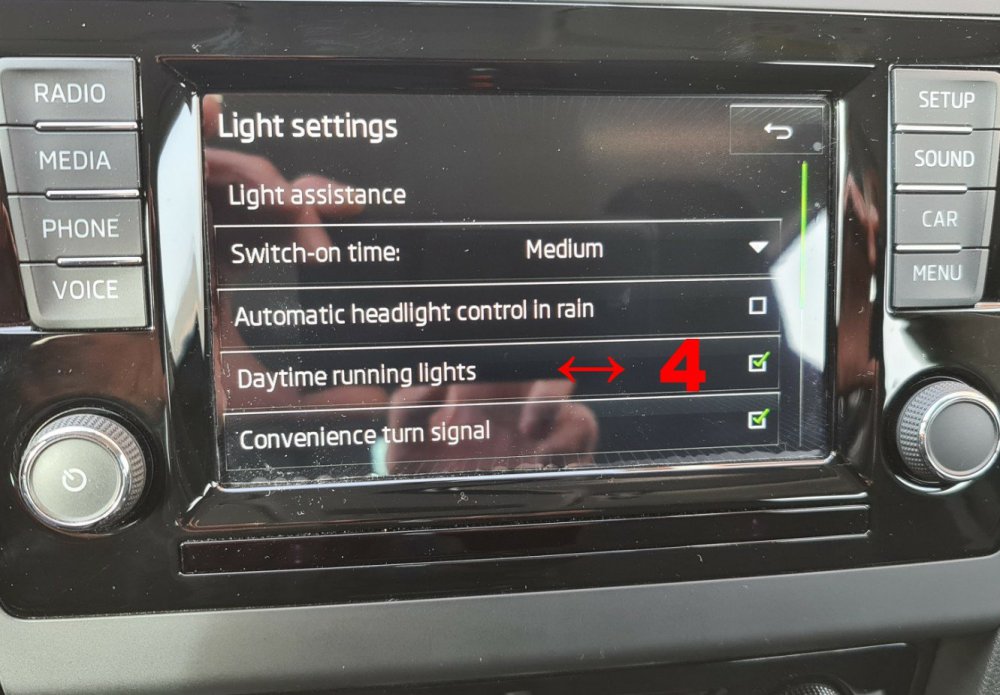 RADIO
MEDIA
PHONE
VOICE
Light settings
Light assistance
Switch-on time: Medium
Automatic headlight control in rain
Daytime running lights ↔ 4
Convenience turn signal
SETUP
SOUND
CAR
MENU